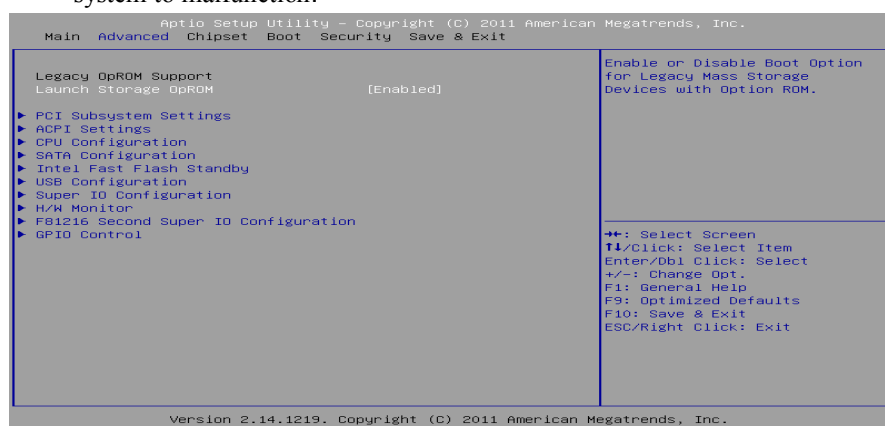 system to malfunction.
Aptio Setup Utility – Copyright (C) 2011 American Megatrends, Inc.
Main Advanced Chipset Boot Security Save & Exit
Legacy OpROM Support
Launch Storage OpROM [Enabled]
▶ PCI Subsystem Settings
▶ ACPI Settings
▶ CPU Configuration
▶ SATA Configuration
▶ Intel Fast Flash Standby
▶ USB Configuration
▶ Super IO Configuration
▶ H/W Monitor
▶ F81216 Second Super IO Configuration
▶ GPIO Control
Enable or Disable Boot Option
for Legacy Mass Storage
Devices with Option ROM.
→←: Select Screen
↑↓/Click: Select Item
Enter/Dbl Click: Select
+/-: Change Opt.
F1: General Help
F9: Optimized Defaults
F10: Save & Exit
ESC/Right Click: Exit
Version 2.14.1219. Copyright (C) 2011 American Megatrends, Inc.